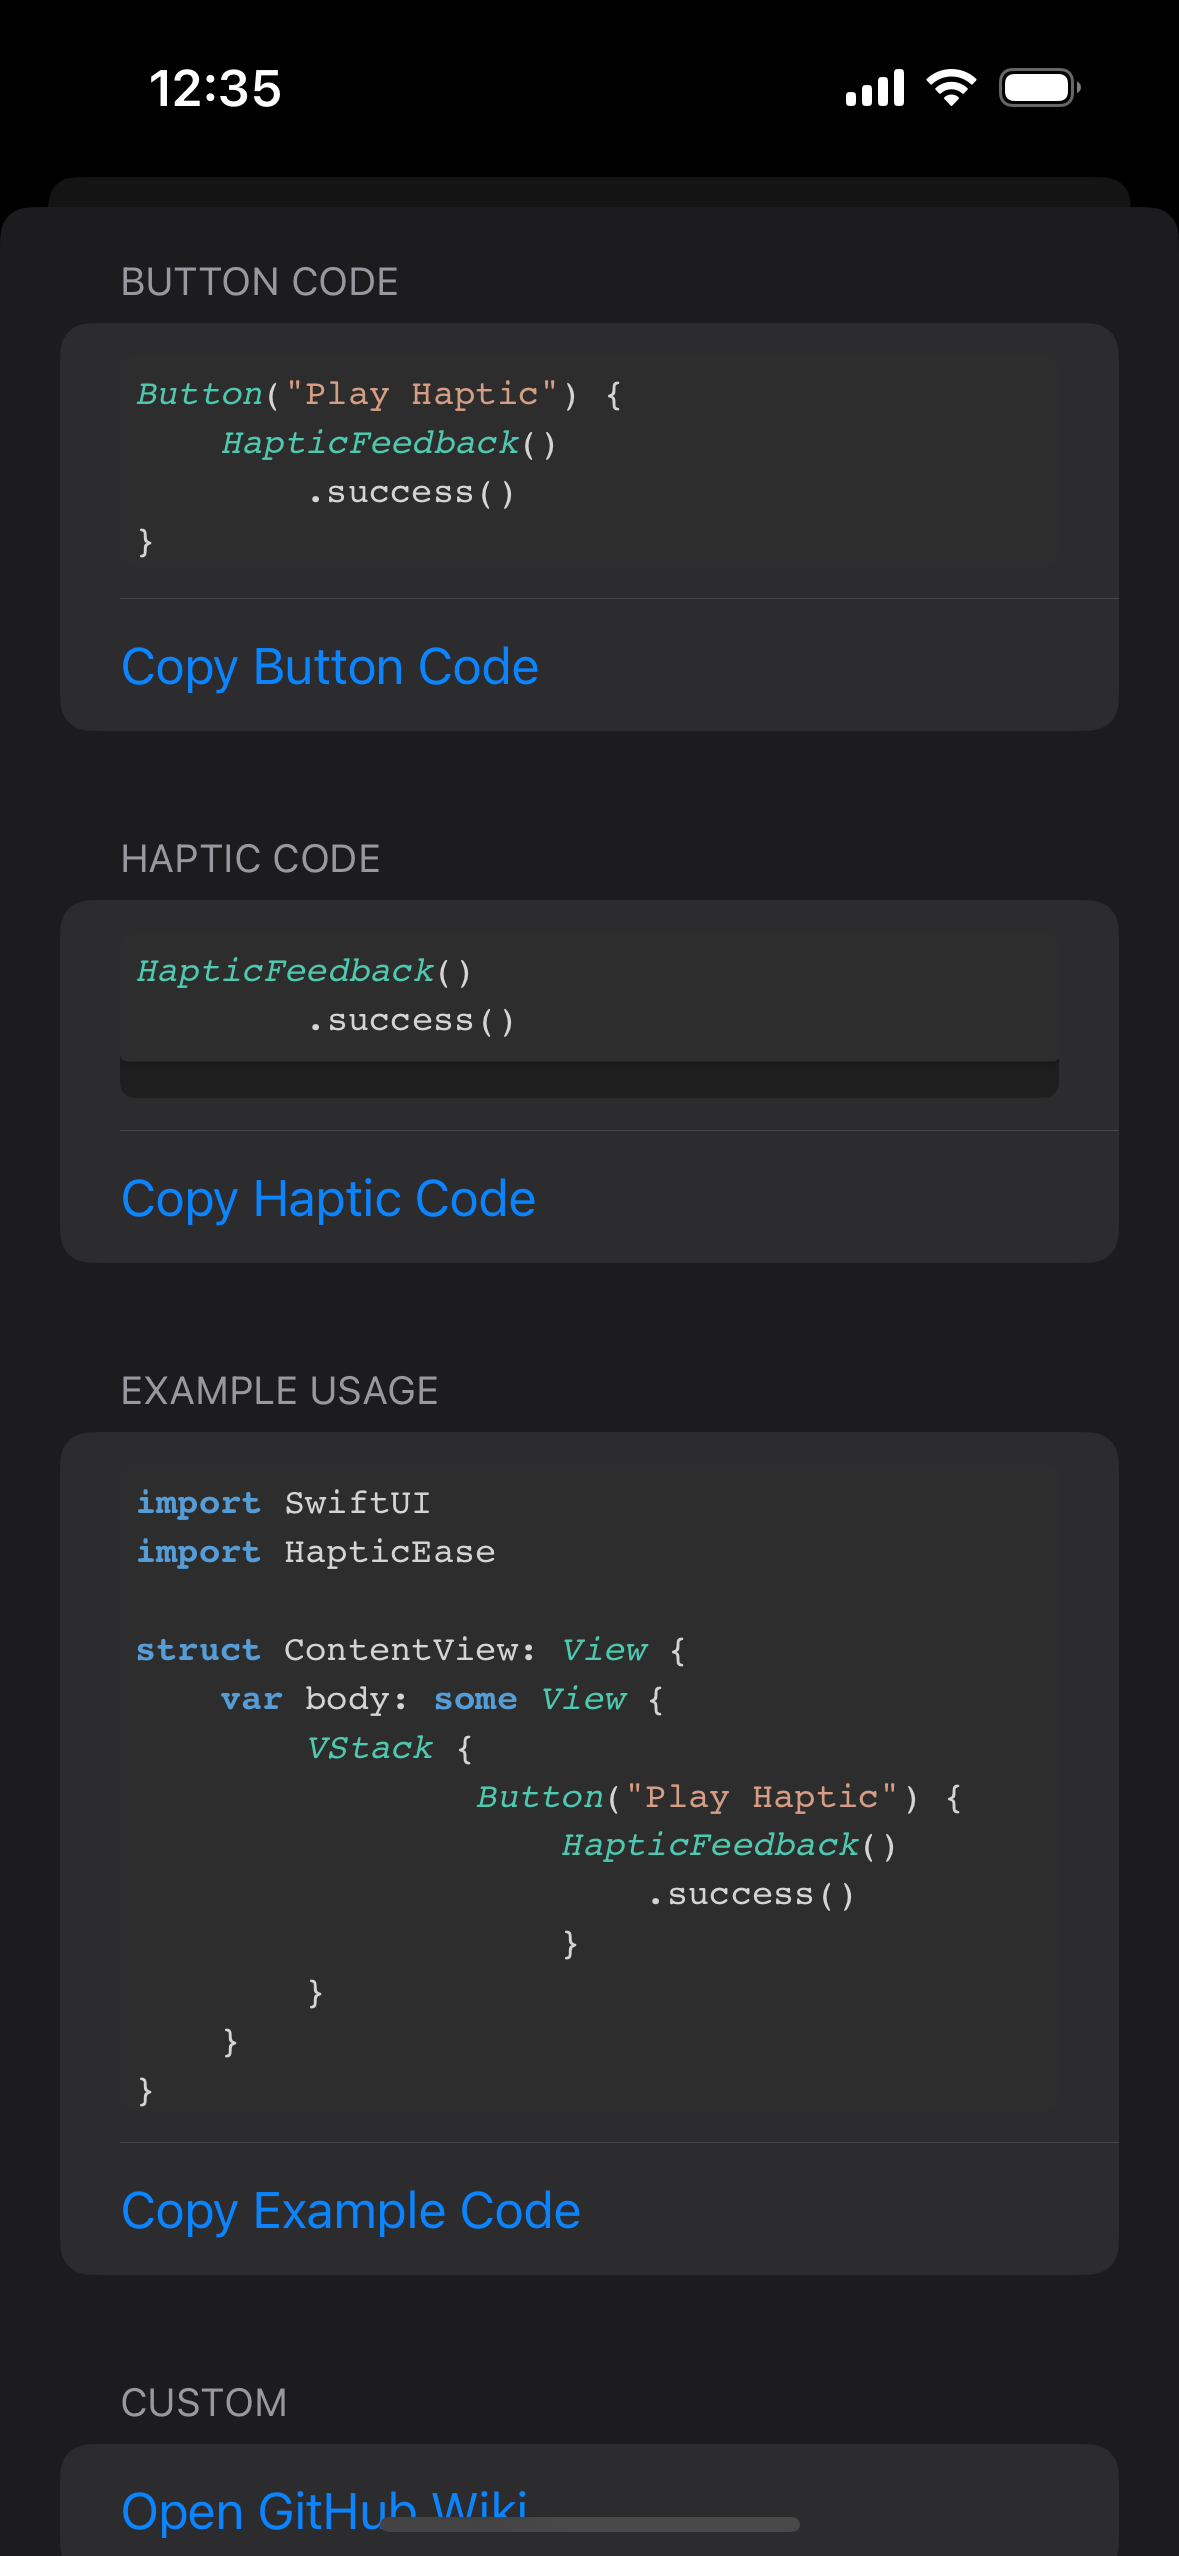 12:35
BUTTON CODE
Button("Play Haptic") {
    HapticFeedback()
        .success()
}
Copy Button Code
HAPTIC CODE
HapticFeedback()
        .success()
Copy Haptic Code
EXAMPLE USAGE
import SwiftUI
import HapticEase
struct ContentView: View {
    var body: some View {
        VStack {
                Button("Play Haptic") {
                    HapticFeedback()
                        .success()
                    }
        }
    }
}
Copy Example Code
CUSTOM
Open GitHub Wiki